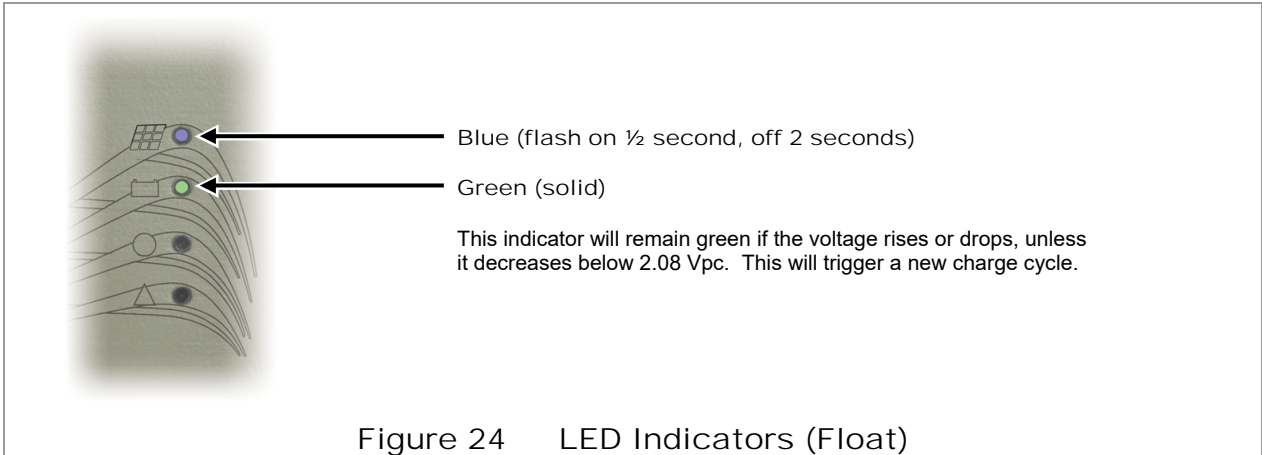 Blue (flash on ½ second, off 2 seconds)
Green (solid)
This indicator will remain green if the voltage rises or drops, unless
it decreases below 2.08 Vpc.  This will trigger a new charge cycle.
Figure 24 LED Indicators (Float)